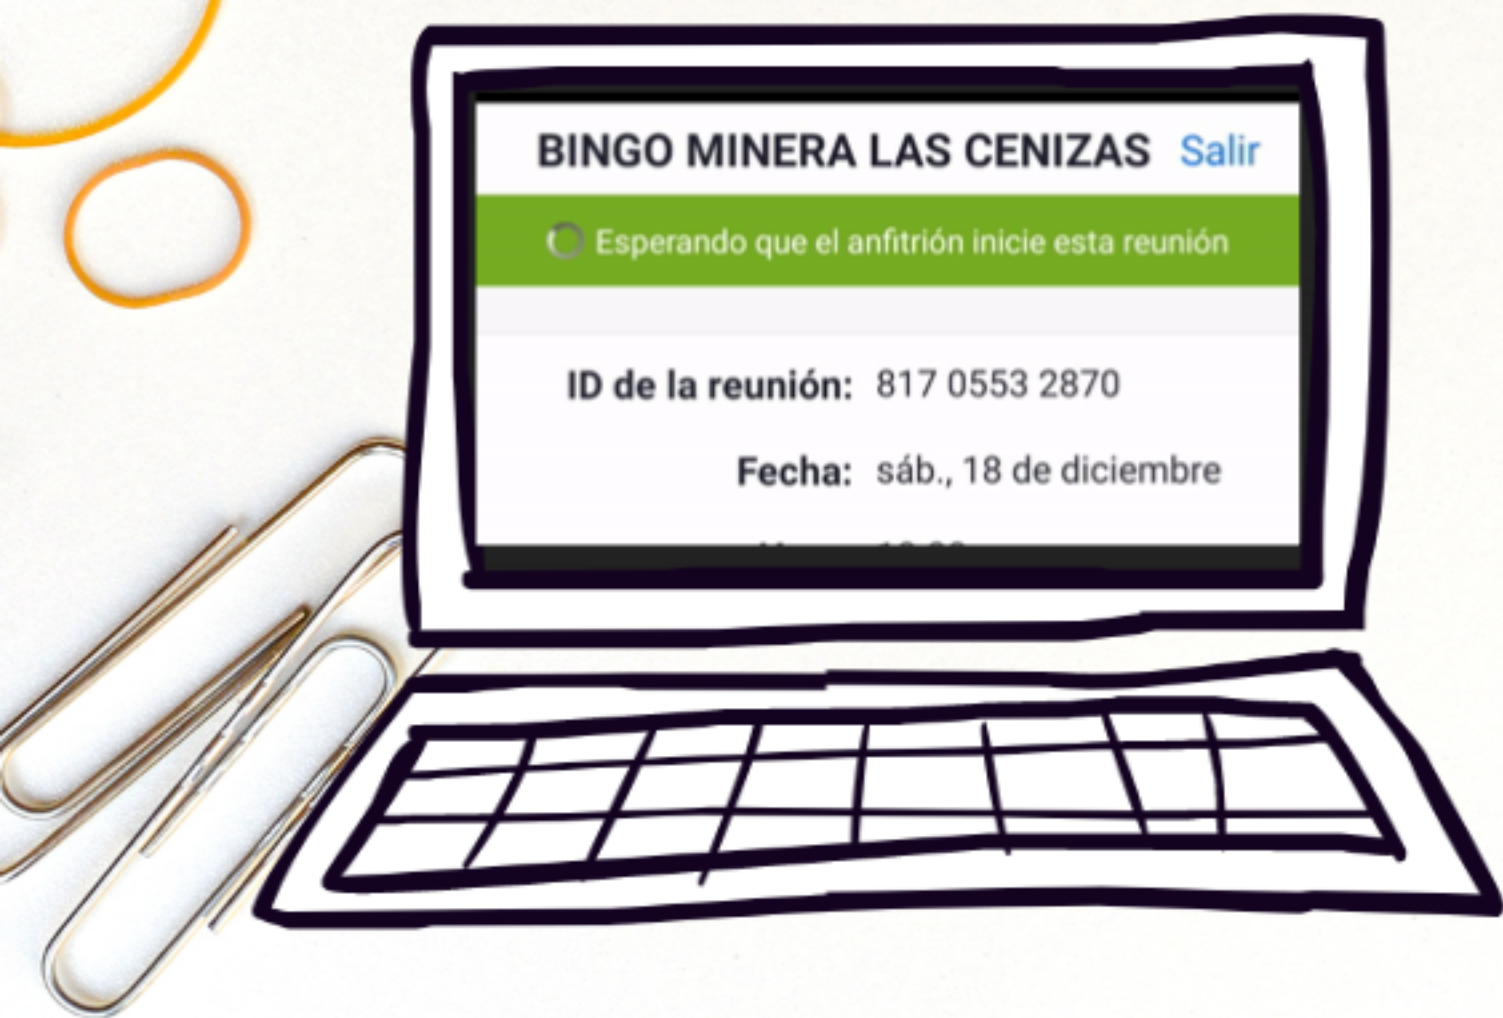 BINGO MINERA LAS CENIZAS Salir
Esperando que el anfitrión inicie esta reunión
ID de la reunión: 817 0553 2870
Fecha: sáb., 18 de diciembre